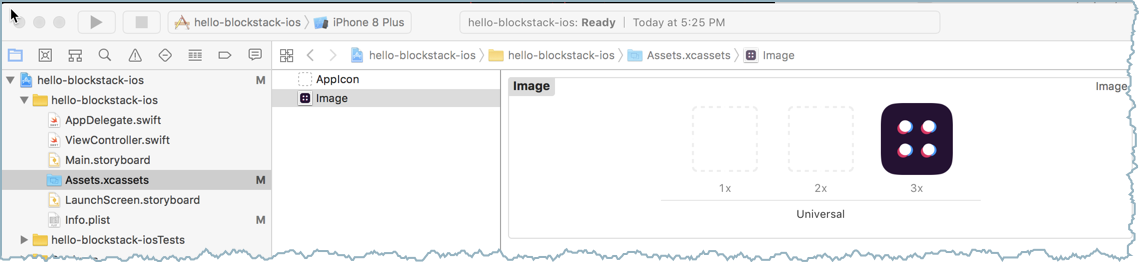 hello-blockstack-ios iPhone 8 Plus hello-blockstack-ios: Ready | Today at 5:25 PM
hello-blockstack-ios hello-blockstack-ios Assets.xcassets Image
hello-blockstack-ios M
hello-blockstack-ios
AppDelegate.swift
ViewController.swift
Main.storyboard
Assets.xcassets M
LaunchScreen.storyboard
Info.plist M
hello-blockstack-iosTests
AppIcon
Image
Image Image
1x 2x 3x
Universal